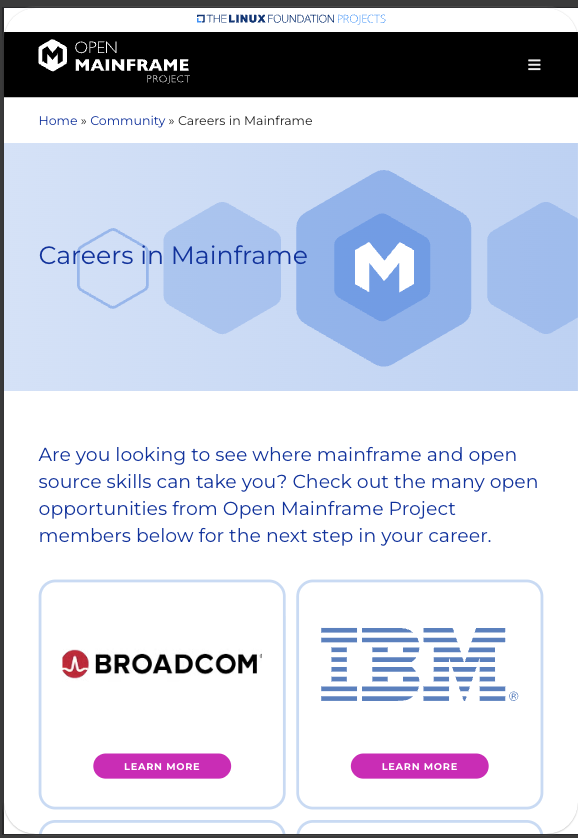 THE LINUX FOUNDATION PROJECTS
OPEN
MAINFRAME
PROJECT
Home » Community » Careers in Mainframe
Careers in Mainframe
Are you looking to see where mainframe and open
source skills can take you? Check out the many open
opportunities from Open Mainframe Project
members below for the next step in your career.
BROADCOM
IBM®
LEARN MORE
LEARN MORE